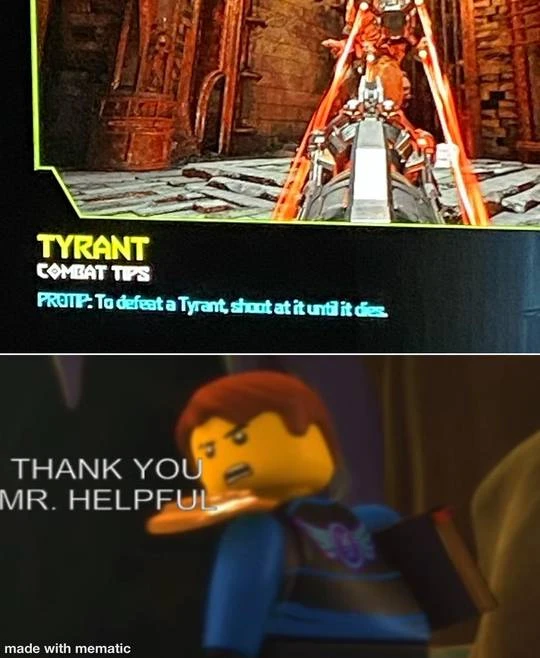 TYRANT
COMBAT TIPS
PROTIP: To defeat a Tyrant, shoot at it until it dies.
THANK YOU
MR. HELPFUL
made with mematic